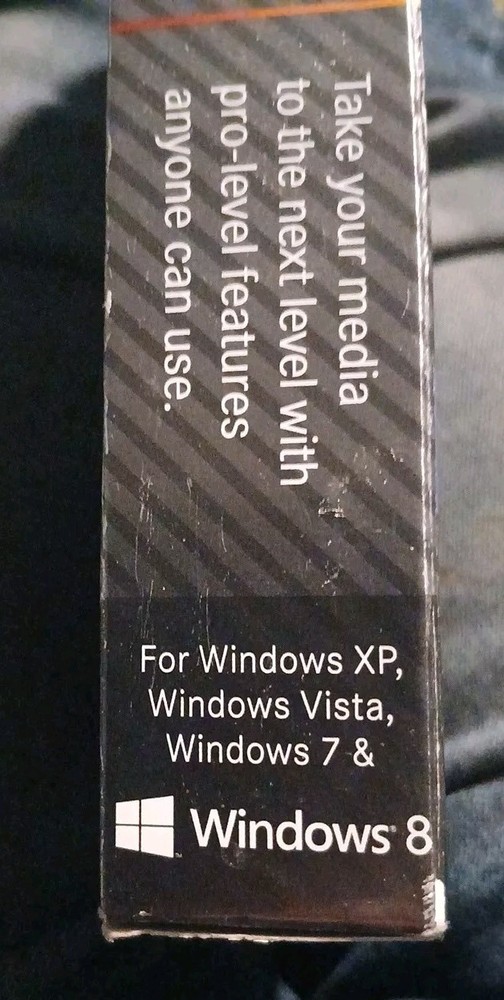 Take your media
to the next level with
pro-level features
anyone can use.
For Windows XP,
Windows Vista,
Windows 7 &
Windows 8